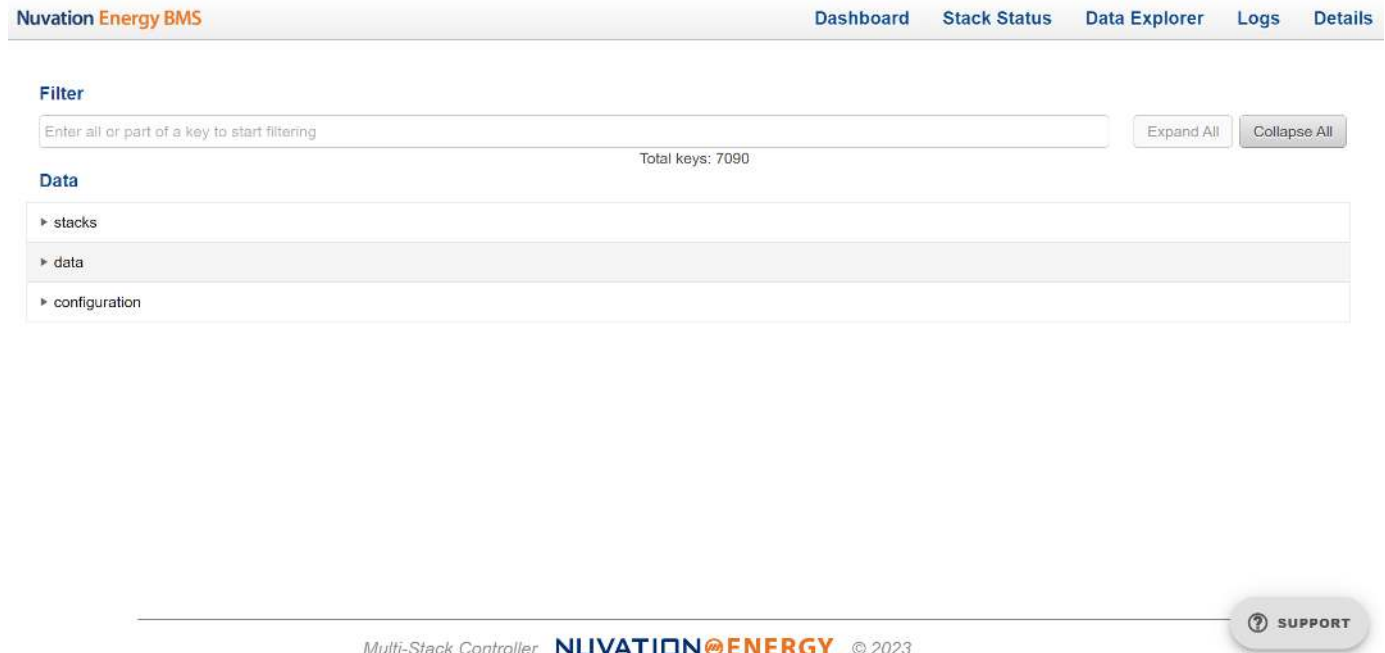 Nuvation Energy BMS Dashboard Stack Status Data Explorer Logs Details
Filter
Enter all or part of a key to start filtering Expand All Collapse All
Total keys: 7090
Data
stacks
data
configuration
? SUPPORT
Multi-Stack Controller NUVATION ENERGY © 2023